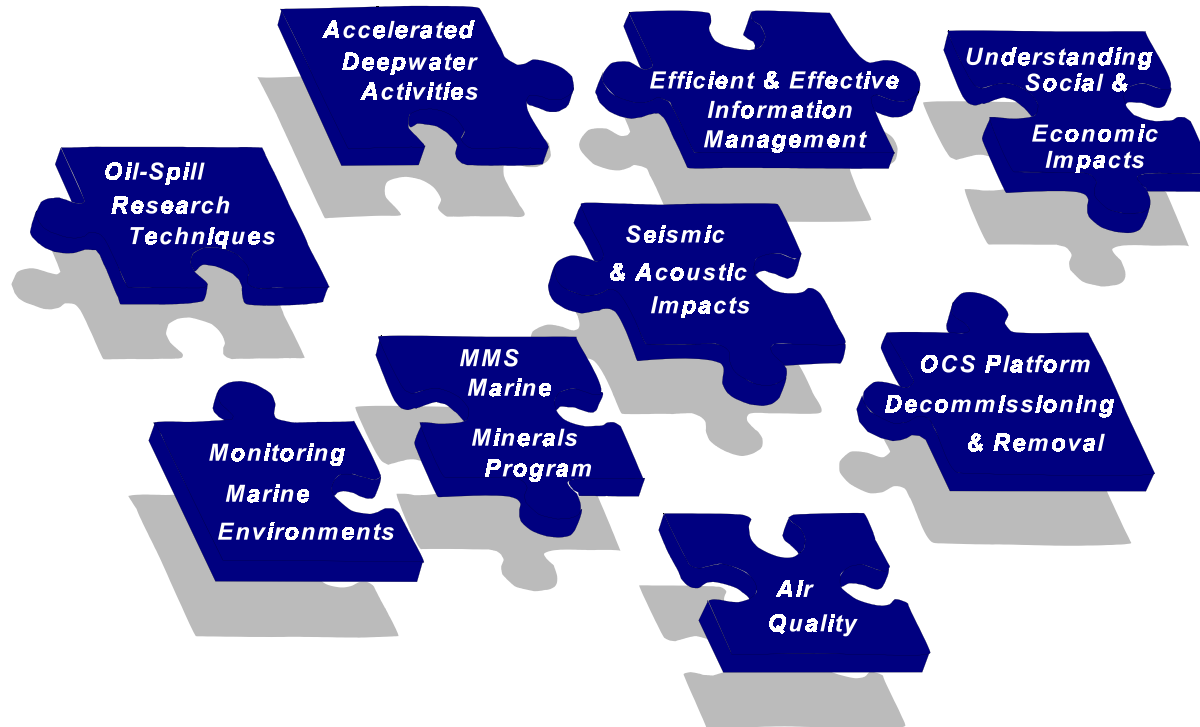 Accelerated
Deepwater
Activities
Efficient & Effective
Information
Management
Understanding
Social &
Economic
Impacts
Oil-Spill
Research
Techniques
Seismic
& Acoustic
Impacts
MMS
Marine
Minerals
Program
OCS Platform
Decommissioning
& Removal
Monitoring
Marine
Environments
Air
Quality